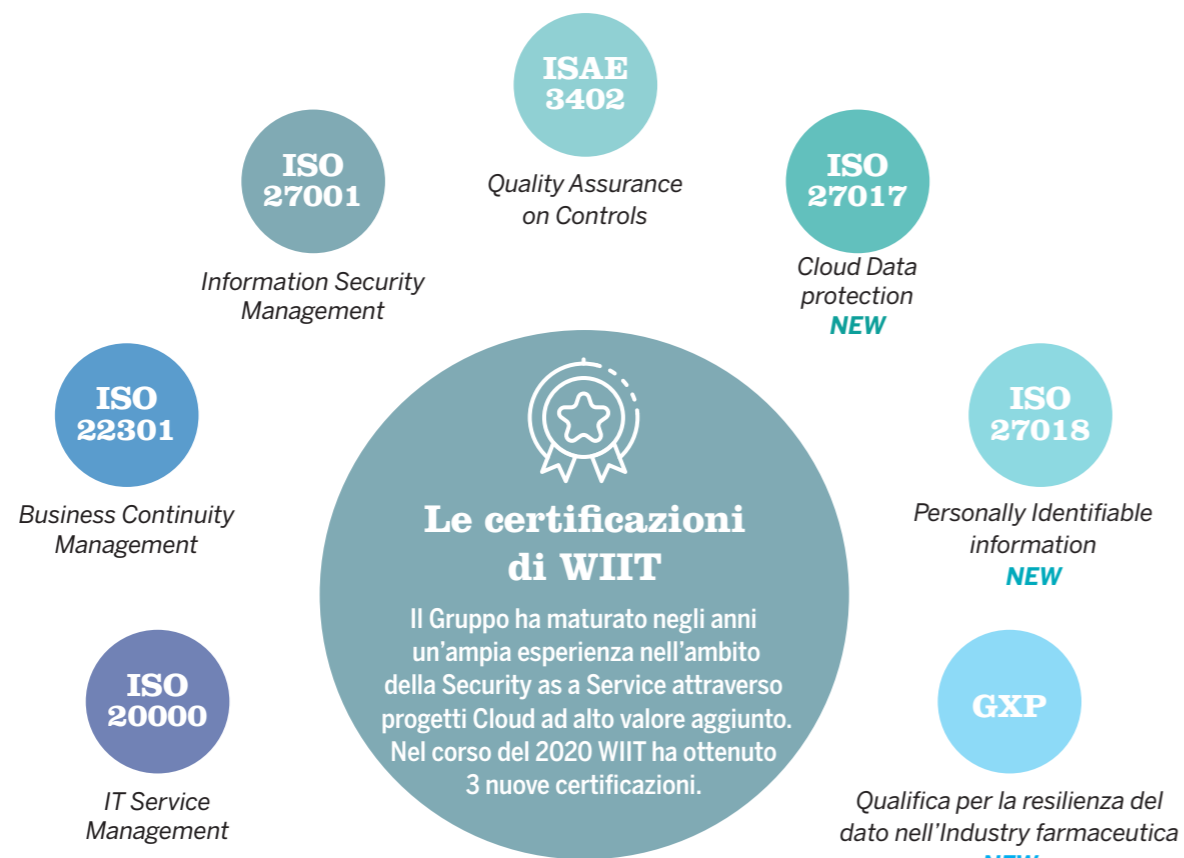 ISAE
3402
Quality Assurance
on Controls
ISO
27001
Information Security
Management
ISO
27017
Cloud Data
protection
NEW
ISO
22301
Business Continuity
Management
ISO
27018
Personally Identifiable
information
NEW
Le certificazioni
di WIIT
Il Gruppo ha maturato negli anni
un’ampia esperienza nell’ambito
della Security as a Service attraverso
progetti Cloud ad alto valore aggiunto.
Nel corso del 2020 WIIT ha ottenuto
3 nuove certificazioni.
ISO
20000
IT Service
Management
GXP
Qualifica per la resilienza del
dato nell’Industry farmaceutica
NEW